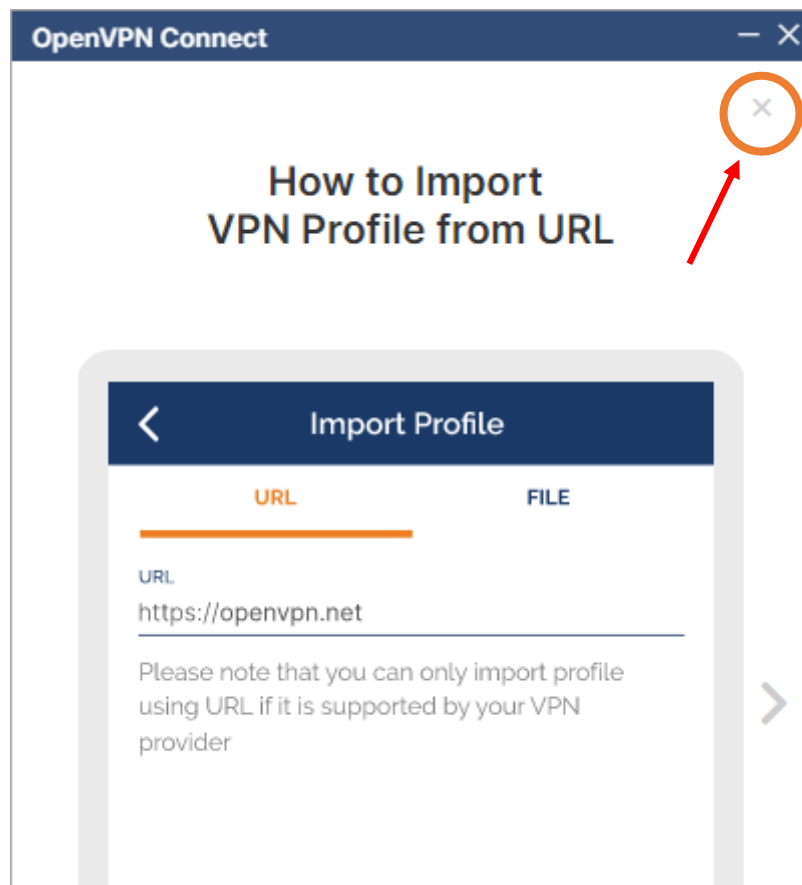 OpenVPN Connect
How to Import
VPN Profile from URL
Import Profile
URL FILE
URL
https://openvpn.net
Please note that you can only import profile
using URL if it is supported by your VPN
provider